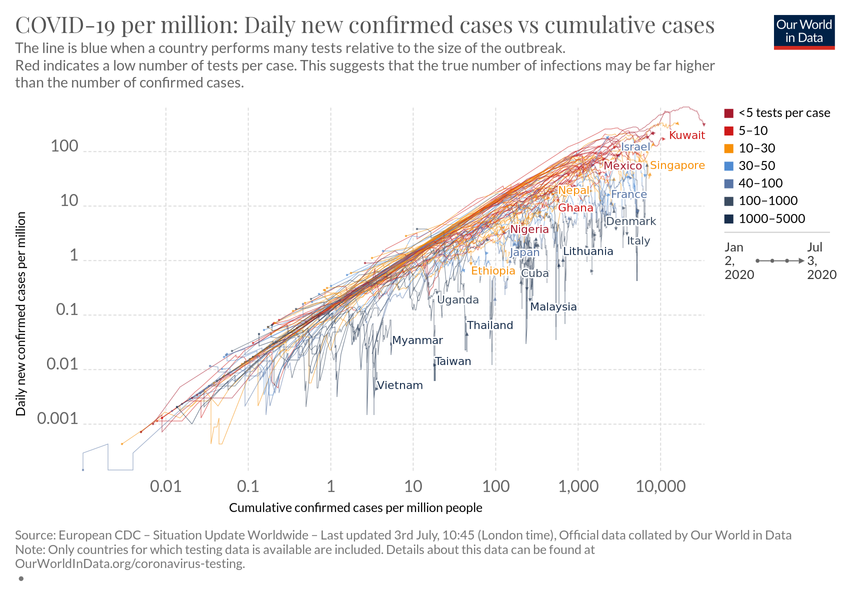 COVID-19 per million: Daily new confirmed cases vs cumulative cases
Our World
in Data
The line is blue when a country performs many tests relative to the size of the outbreak.
Red indicates a low number of tests per case. This suggests that the true number of infections may be far higher
than the number of confirmed cases.
Daily new confirmed cases per million
100
10
1
0.1
0.01
0.001
Kuwait
Israel
Mexico
Singapore
Nepal
France
Ghana
Denmark
Nigeria
Italy
Japan
Lithuania
Ethiopia
Cuba
Uganda
Malaysia
Thailand
Myanmar
Taiwan
Vietnam
<5 tests per case
5–10
10–30
30–50
40–100
100–1000
1000–5000
Jan
2,
2020
Jul
3,
2020
0.01
0.1
1
10
100
1,000
10,000
Cumulative confirmed cases per million people
Source: European CDC – Situation Update Worldwide – Last updated 3rd July, 10:45 (London time), Official data collated by Our World in Data
Note: Only countries for which testing data is available are included. Details about this data can be found at
OurWorldInData.org/coronavirus-testing.
•